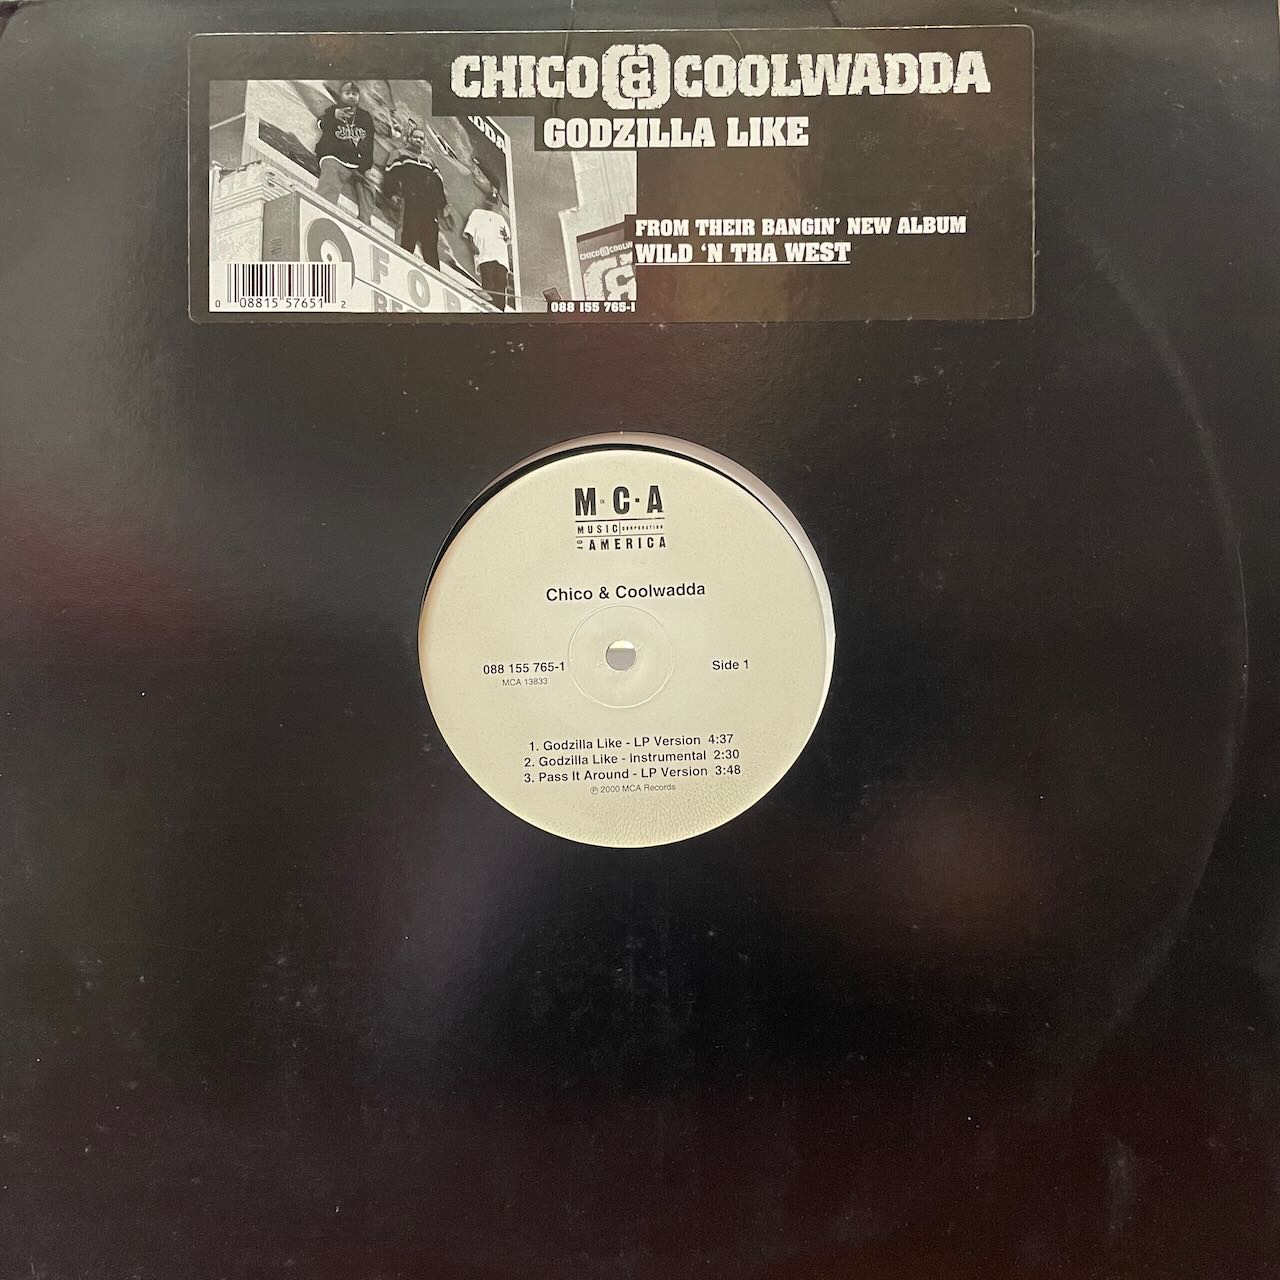 CHICO & COOLWADDA
GODZILLA LIKE
FROM THEIR BANGIN' NEW ALBUM
WILD 'N THA WEST
0 08815 57651 2
088 155 765-1
M·C·A
MUSIC CORPORATION
OF AMERICA
Chico & Coolwadda
088 155 765-1
MCA 13833
Side 1
1. Godzilla Like - LP Version 4:37
2. Godzilla Like - Instrumental 2:30
3. Pass It Around - LP Version 3:48
℗ 2000 MCA Records